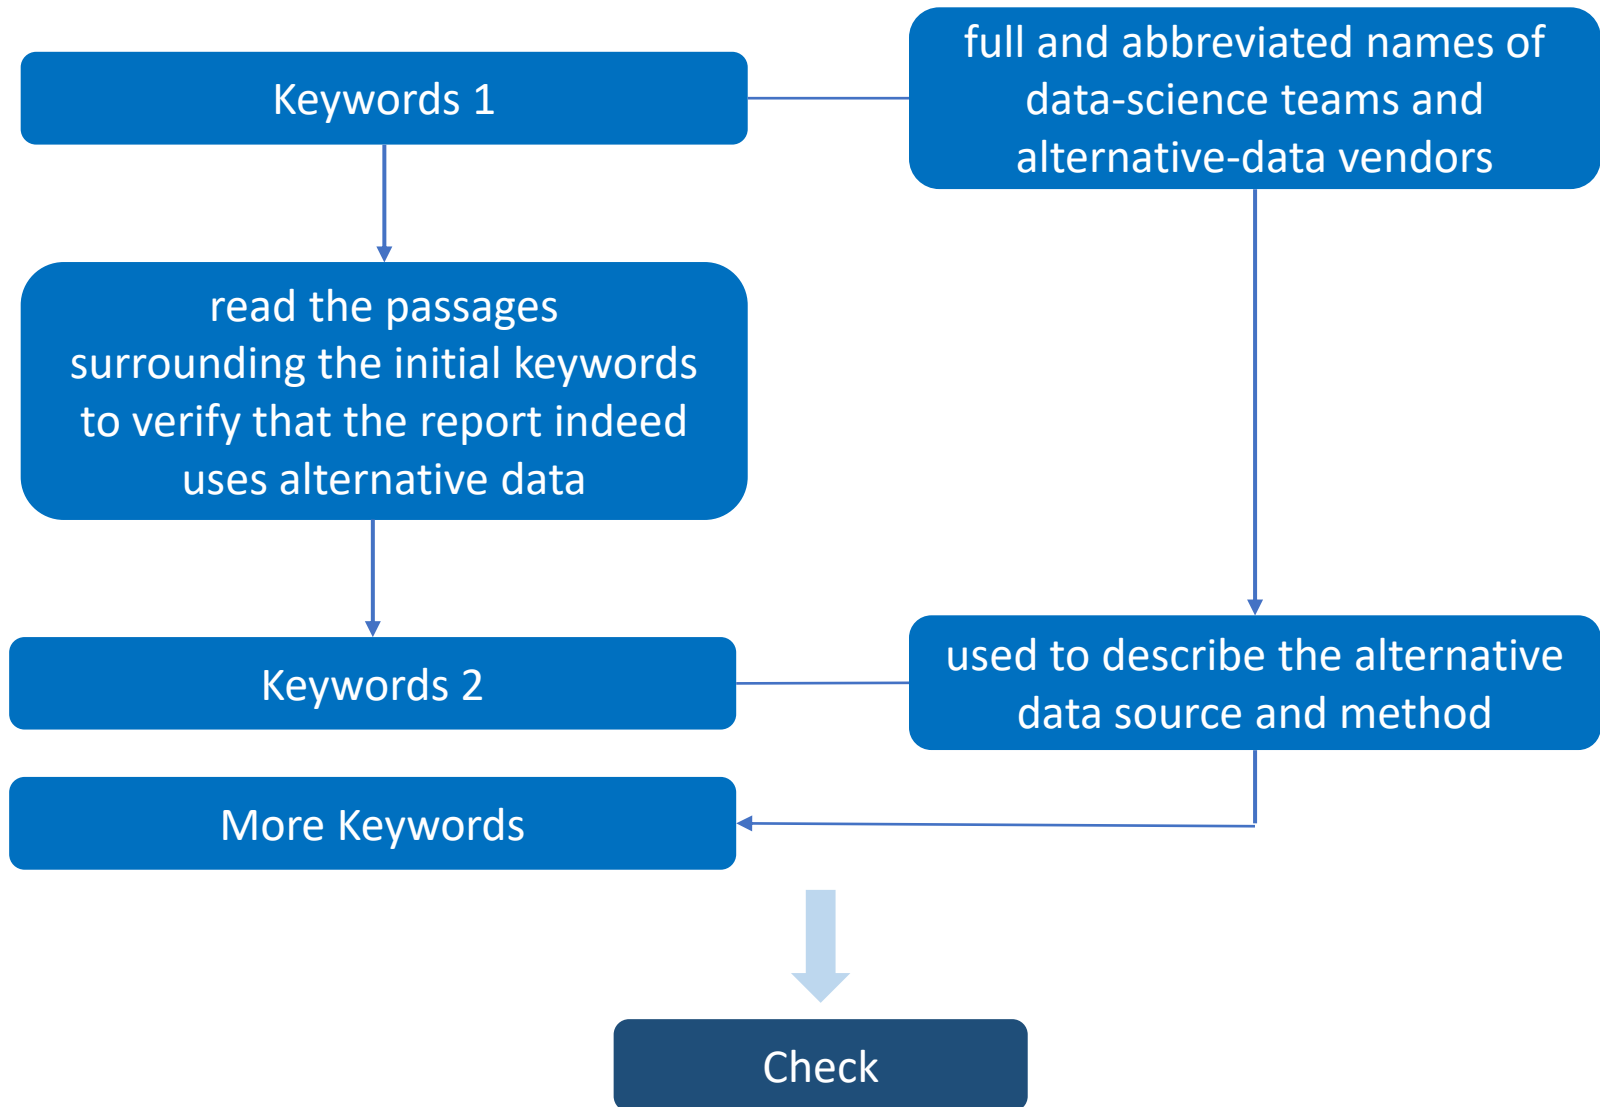 Keywords 1
full and abbreviated names of
data-science teams and
alternative-data vendors
read the passages
surrounding the initial keywords
to verify that the report indeed
uses alternative data
Keywords 2
used to describe the alternative
data source and method
More Keywords
Check